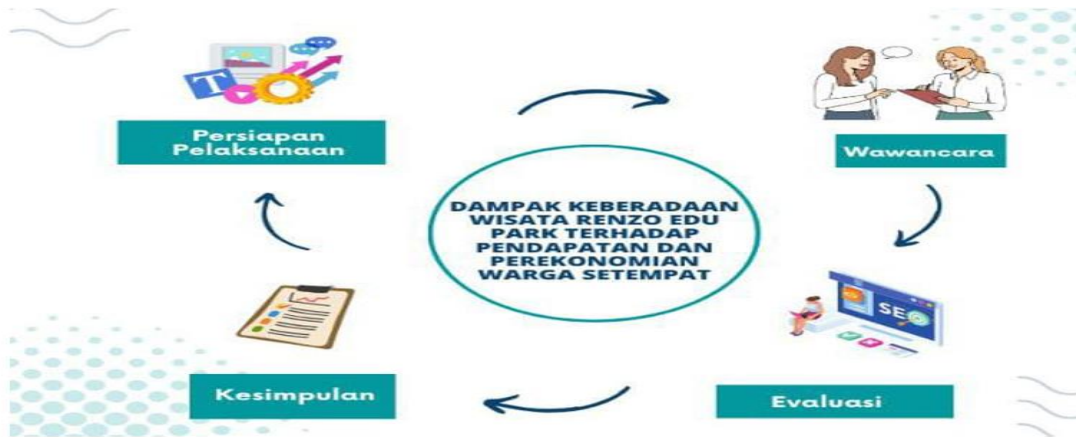 T
Persiapan
Pelaksanaan
Wawancara
DAMPAK KEBERADAAN
WISATA RENZO EDU
PARK TERHADAP
PENDAPATAN DAN
PEREKONOMIAN
WARGA SETEMPAT
SEO
Kesimpulan
Evaluasi